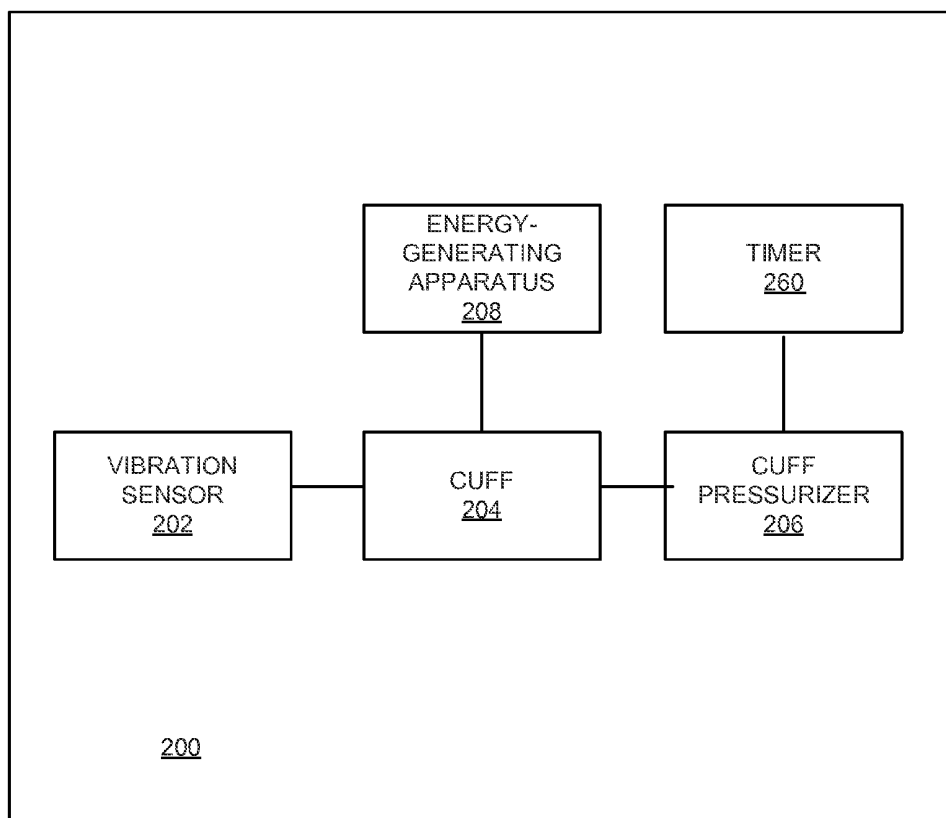 ENERGY-
GENERATING
APPARATUS
208
TIMER
260
VIBRATION
SENSOR
202
CUFF
204
CUFF
PRESSURIZER
206
200